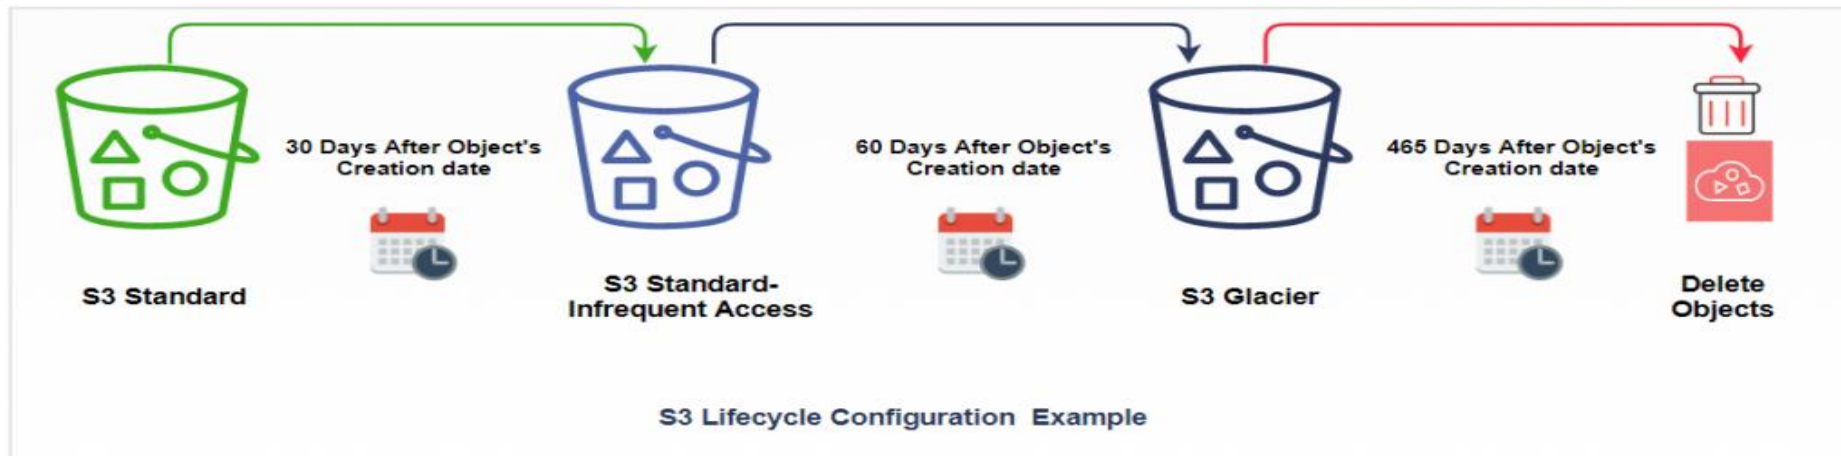 30 Days After Object's
Creation date
60 Days After Object's
Creation date
465 Days After Object's
Creation date
S3 Standard
S3 Standard-
Infrequent Access
S3 Glacier
Delete
Objects
S3 Lifecycle Configuration Example